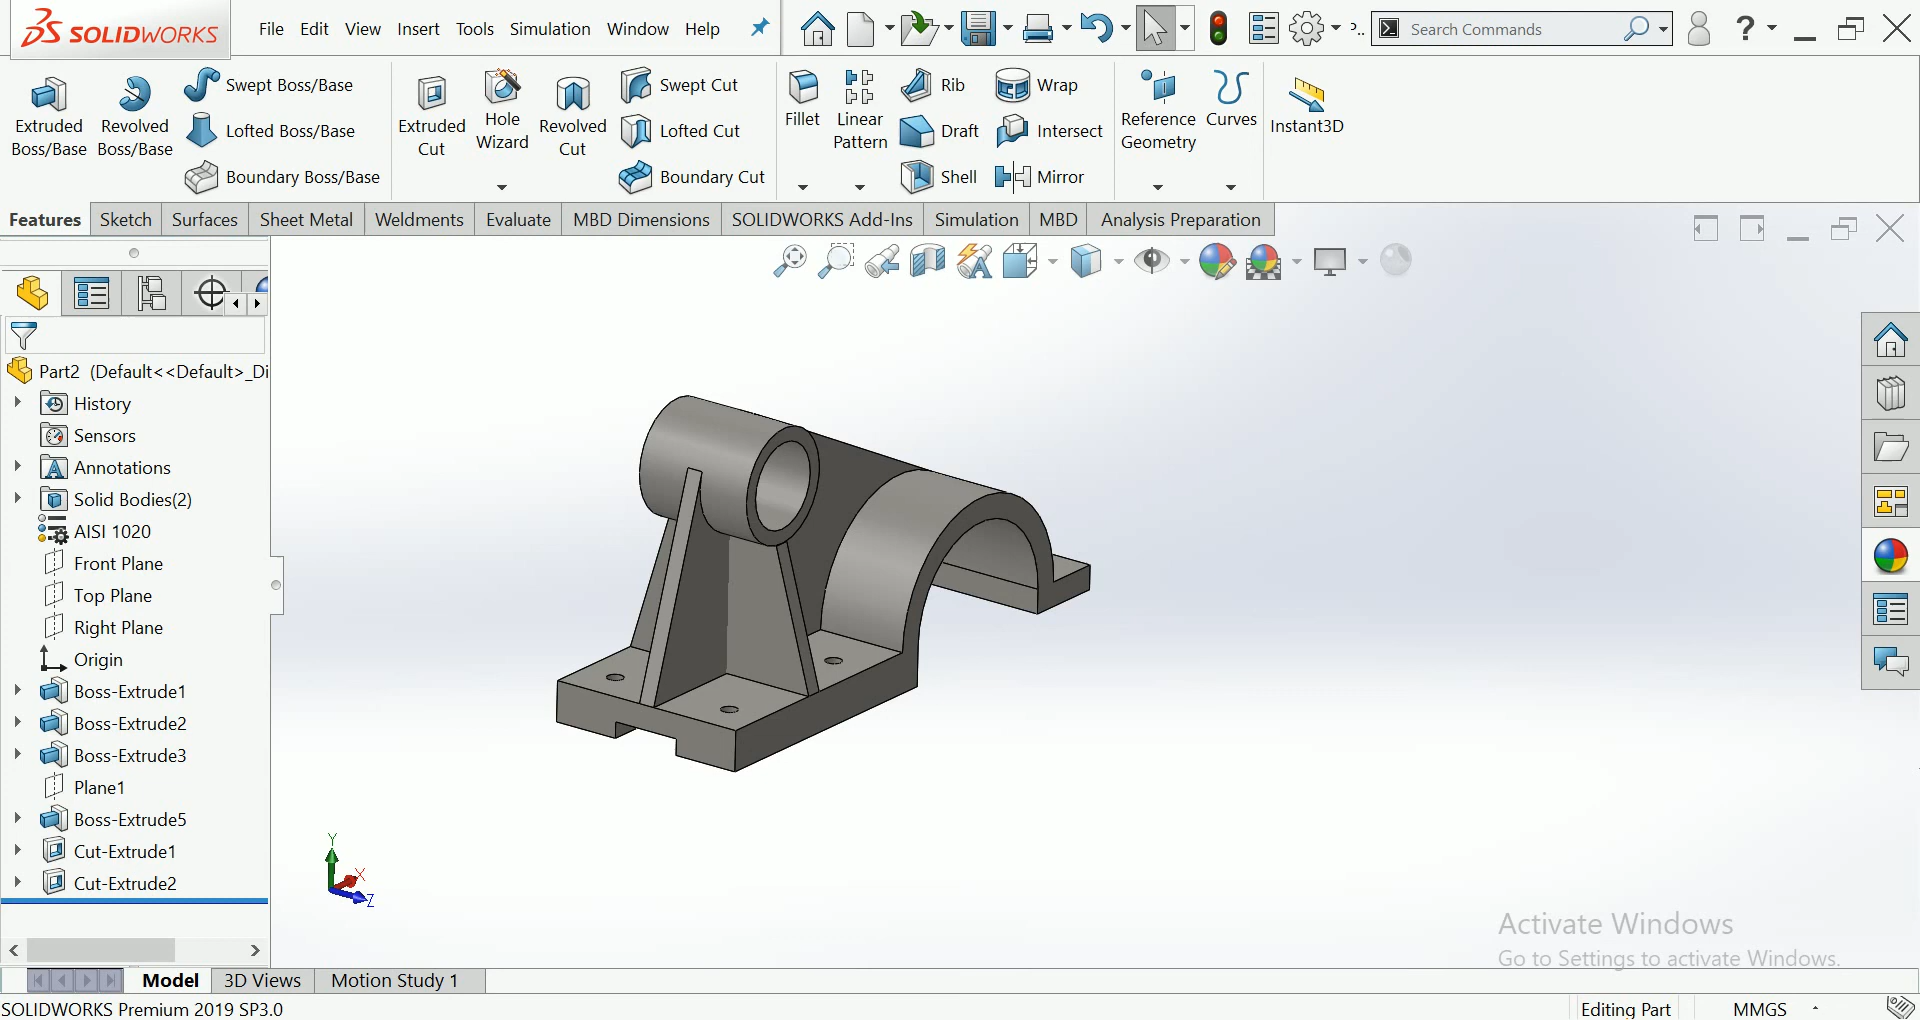 SOLIDWORKS File Edit View Insert Tools Simulation Window Help P.. Search Commands ?
Extruded Boss/Base
Revolved Boss/Base
Swept Boss/Base
Lofted Boss/Base
Boundary Boss/Base
Extruded Cut
Hole Wizard
Revolved Cut
Swept Cut
Lofted Cut
Boundary Cut
Fillet
Linear Pattern
Rib
Draft
Shell
Wrap
Intersect
Mirror
Reference Geometry
Curves
Instant3D
Features Sketch Surfaces Sheet Metal Weldments Evaluate MBD Dimensions SOLIDWORKS Add-Ins Simulation MBD Analysis Preparation
Part2 (Default<<Default>_Di
History
Sensors
Annotations
Solid Bodies(2)
AISI 1020
Front Plane
Top Plane
Right Plane
Origin
Boss-Extrude1
Boss-Extrude2
Boss-Extrude3
Plane1
Boss-Extrude5
Cut-Extrude1
Cut-Extrude2
Y
X
Z
Activate Windows
Go to Settings to activate Windows.
Model 3D Views Motion Study 1
SOLIDWORKS Premium 2019 SP3.0 Editing Part MMGS